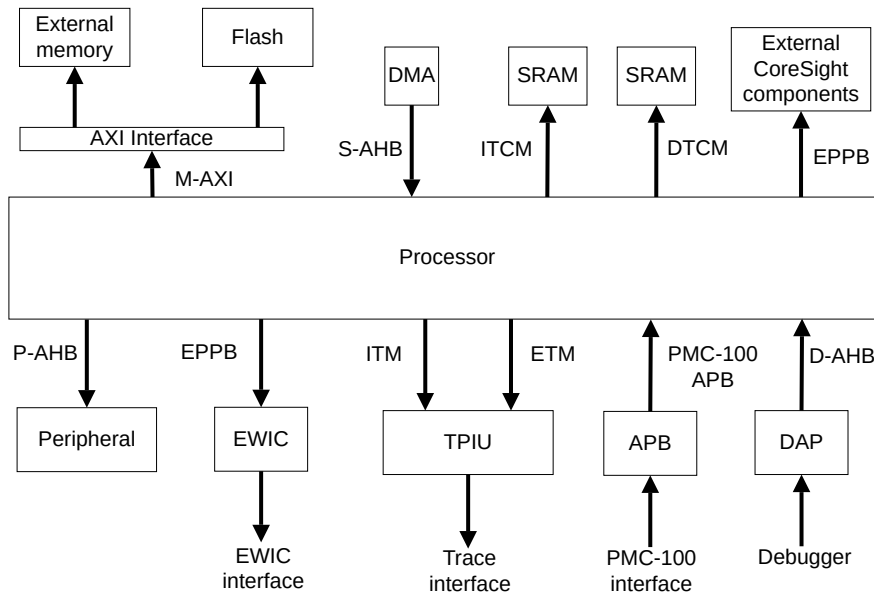 External
memory
Flash
DMA
SRAM
SRAM
External
CoreSight
components
AXI Interface
M-AXI
S-AHB
ITCM
DTCM
EPPB
Processor
P-AHB
EPPB
ITM
ETM
PMC-100
APB
D-AHB
Peripheral
EWIC
TPIU
APB
DAP
EWIC
interface
Trace
interface
PMC-100
interface
Debugger